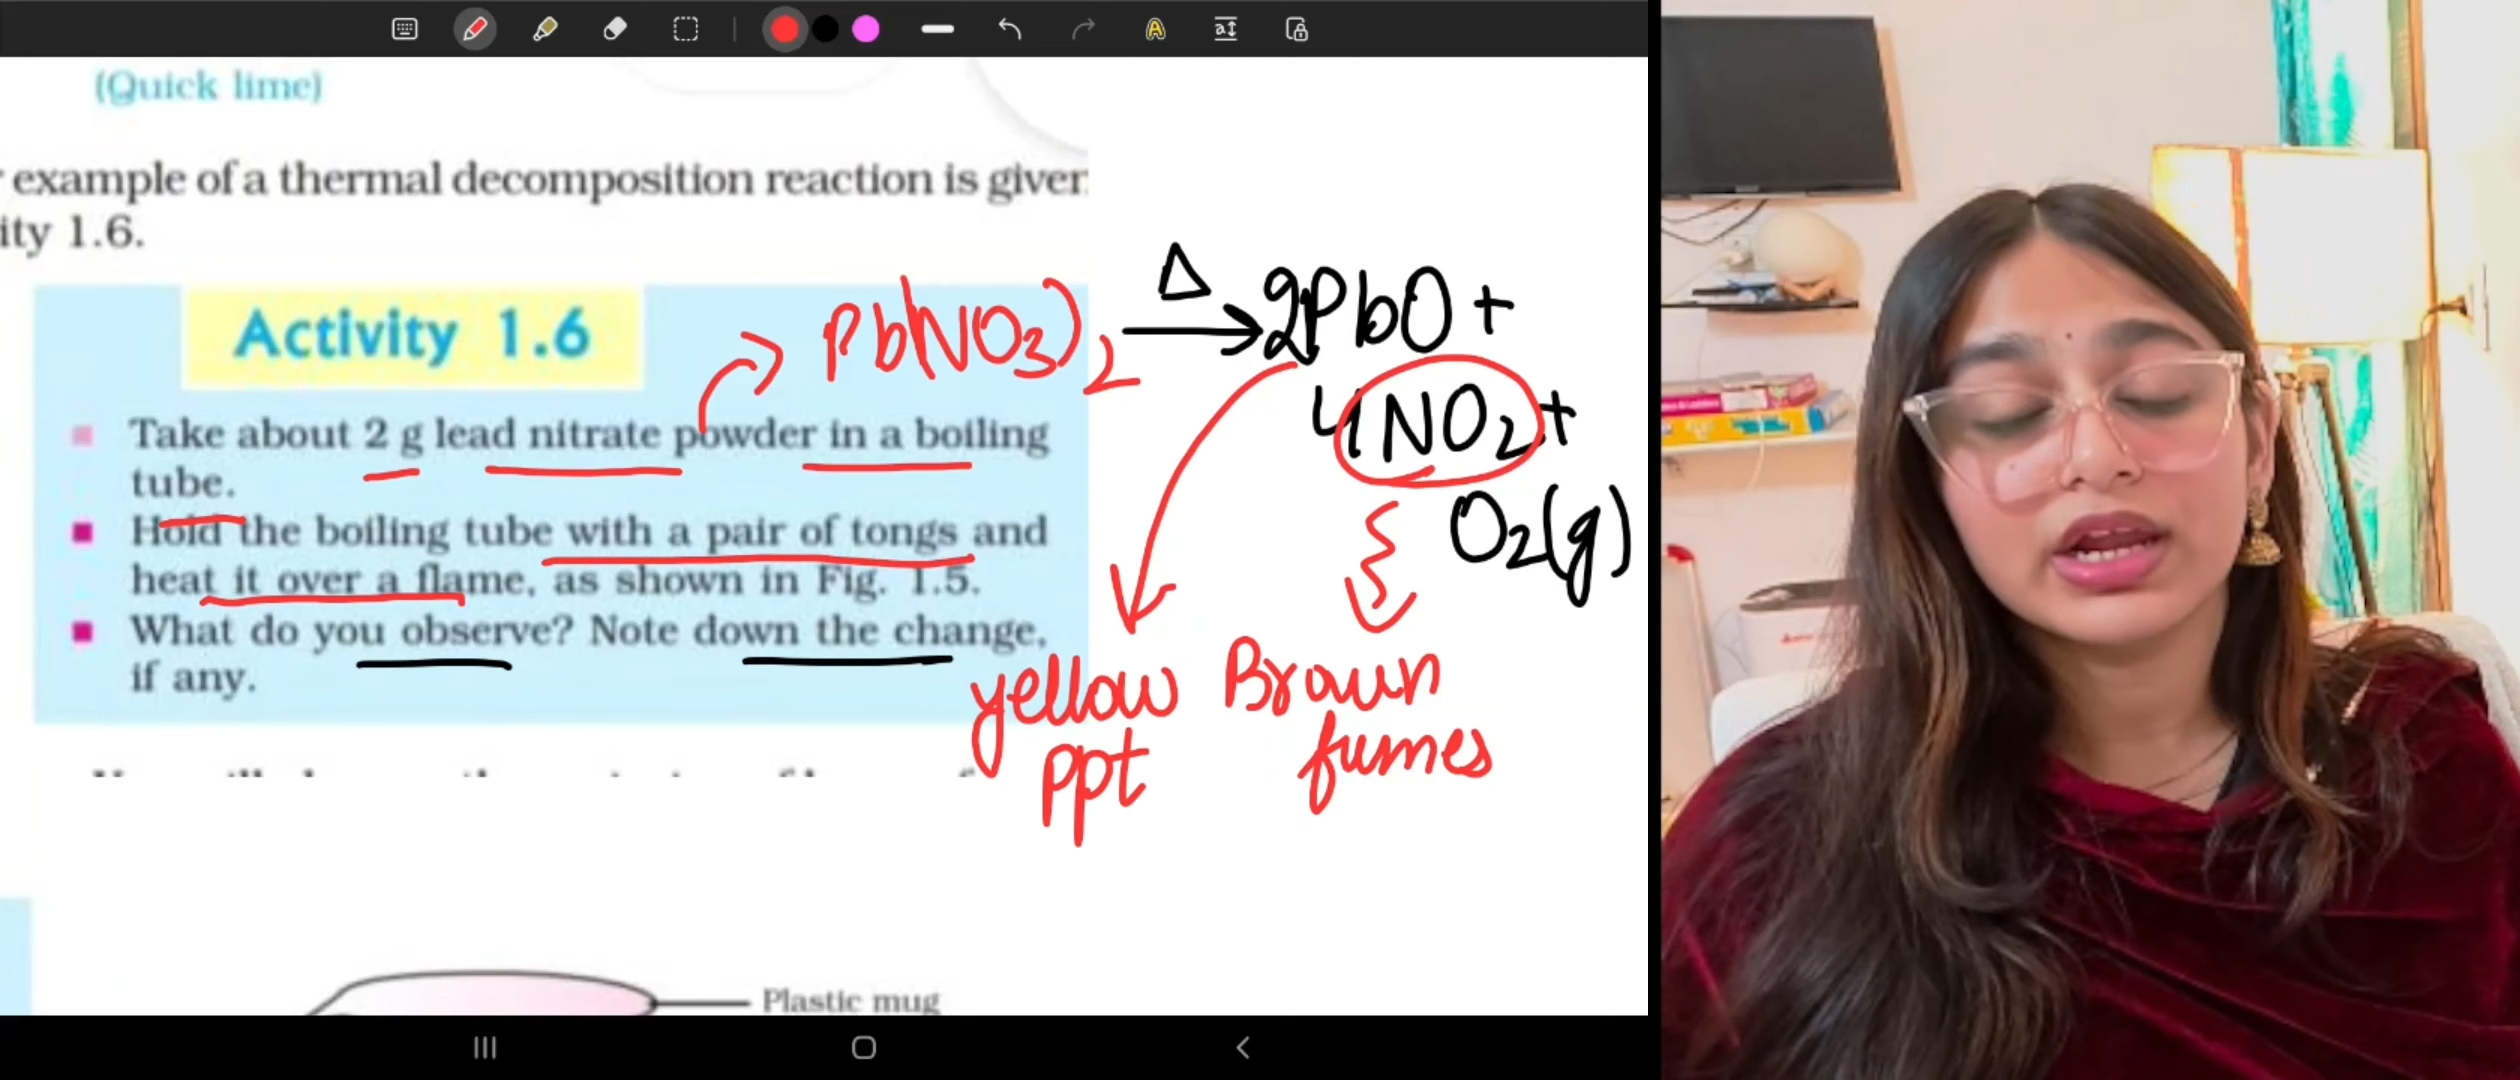 (Quick lime)
example of a thermal decomposition reaction is given
ity 1.6.
Activity 1.6
Pb(NO3)2 Δ → 2PbO +
4NO2 +
O2(g)
Take about 2 g lead nitrate powder in a boiling
tube.
Hold the boiling tube with a pair of tongs and
heat it over a flame, as shown in Fig. 1.5.
What do you observe? Note down the change,
if any.
yellow
ppt
Brown
fumes
Plastic mug